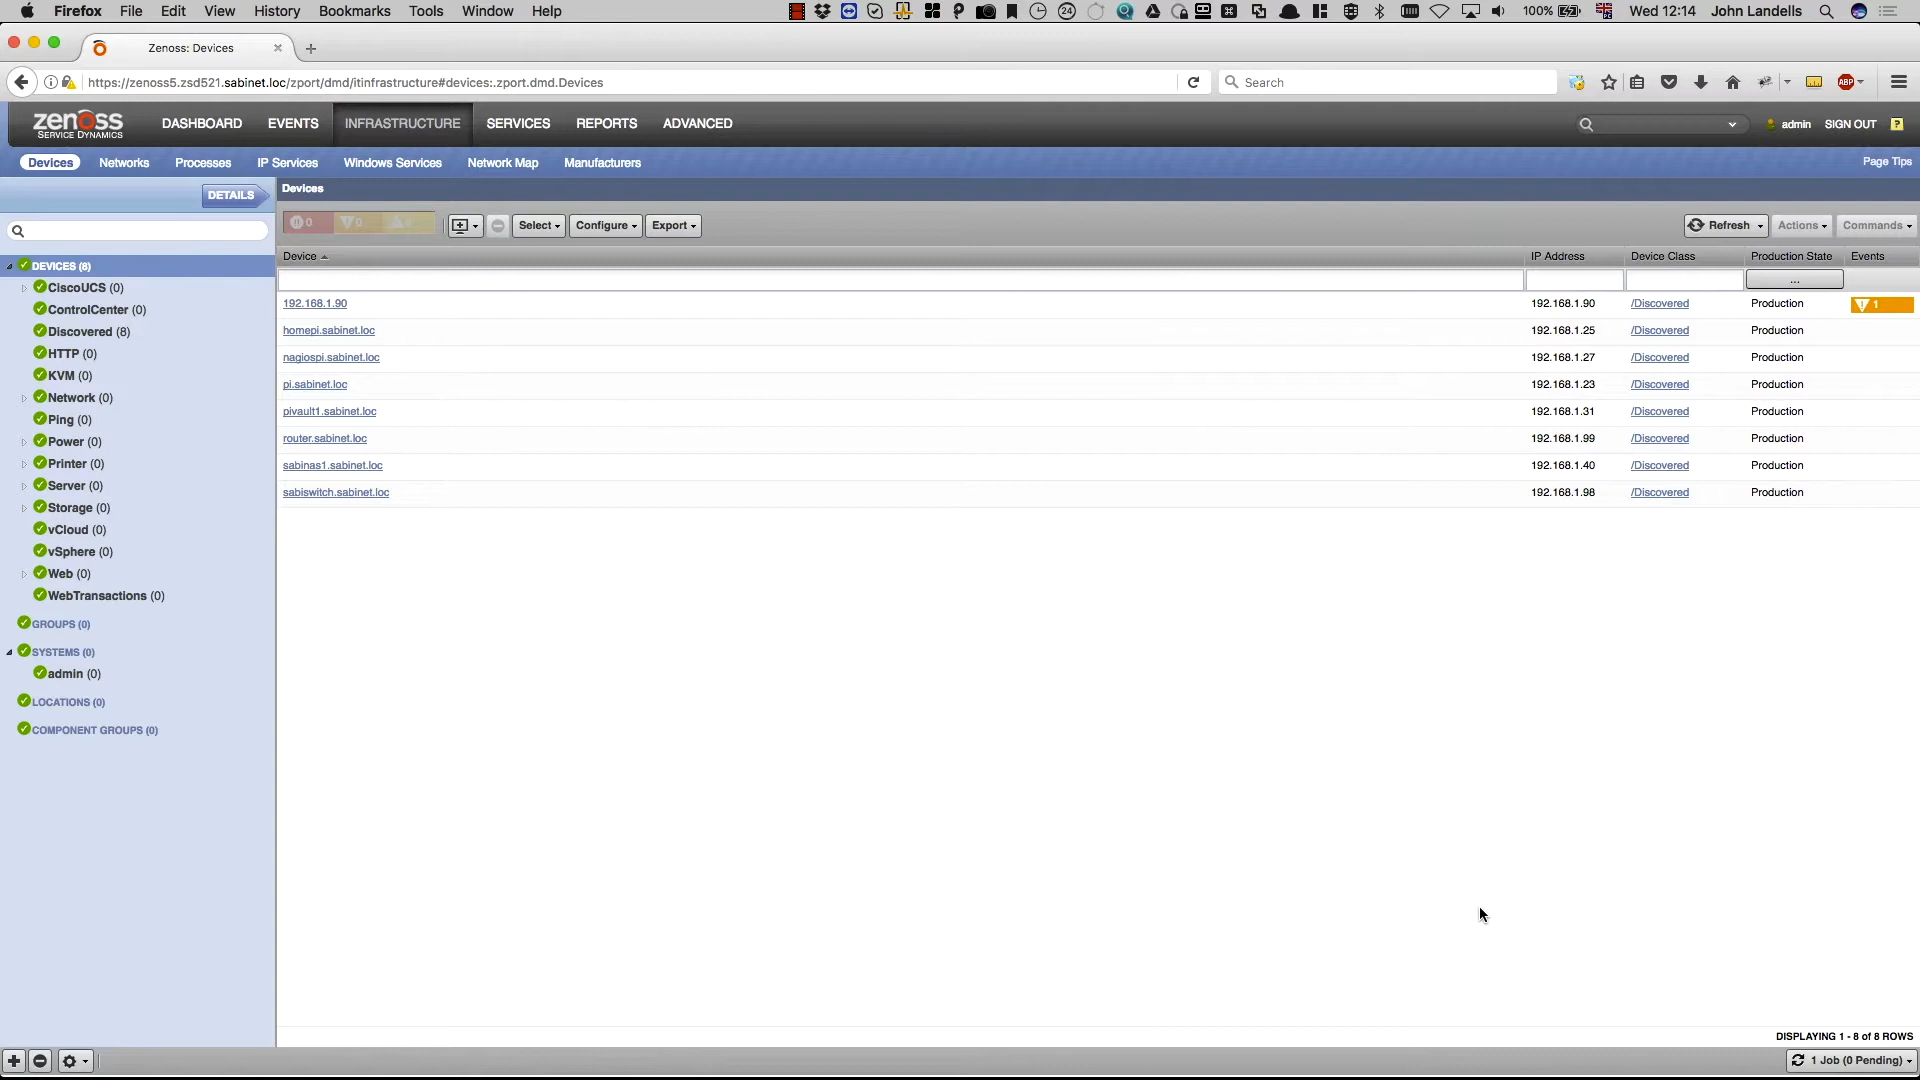 Firefox File Edit View History Bookmarks Tools Window Help 24 100% Wed 12:14 John Landells
Zenoss: Devices
https://zenoss5.zsd521.sabinet.loc/zport/dmd/itinfrastructure#devices:.zport.dmd.Devices Search ABP
zenoss DASHBOARD EVENTS INFRASTRUCTURE SERVICES REPORTS ADVANCED admin SIGN OUT ?
SERVICE DYNAMICS
Devices Networks Processes IP Services Windows Services Network Map Manufacturers Page Tips
DETAILS Devices
0 0 Select Configure Export Refresh Actions Commands
Device IP Address Device Class Production State Events
...
192.168.1.90 192.168.1.90 /Discovered Production 1
homepi.sabinet.loc 192.168.1.25 /Discovered Production
nagiospi.sabinet.loc 192.168.1.27 /Discovered Production
pi.sabinet.loc 192.168.1.23 /Discovered Production
pivault1.sabinet.loc 192.168.1.31 /Discovered Production
router.sabinet.loc 192.168.1.99 /Discovered Production
sabinas1.sabinet.loc 192.168.1.40 /Discovered Production
sabiswitch.sabinet.loc 192.168.1.98 /Discovered Production
DEVICES (8)
CiscoUCS (0)
ControlCenter (0)
Discovered (8)
HTTP (0)
KVM (0)
Network (0)
Ping (0)
Power (0)
Printer (0)
Server (0)
Storage (0)
vCloud (0)
vSphere (0)
Web (0)
WebTransactions (0)
GROUPS (0)
SYSTEMS (0)
admin (0)
LOCATIONS (0)
COMPONENT GROUPS (0)
DISPLAYING 1 - 8 of 8 ROWS
1 Job (0 Pending)